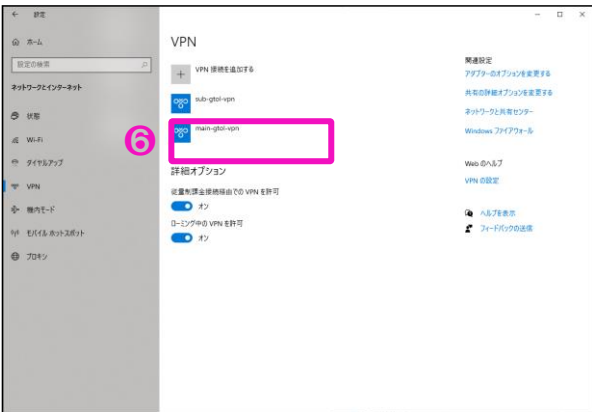 ← 設定
ホーム
設定の検索
ネットワークとインターネット
状態
Wi-Fi
ダイヤルアップ
VPN
機内モード
モバイル ホットスポット
プロキシ
VPN
VPN 接続を追加する
sub-gtol-vpn
⑥
main-gtol-vpn
詳細オプション
従量制課金接続経由での VPN を許可
オン
ローミング中の VPN を許可
オン
関連設定
アダプターのオプションを変更する
共有の詳細オプションを変更する
ネットワークと共有センター
Windows ファイアウォール
Web のヘルプ
VPN の設定
ヘルプを表示
フィードバックの送信